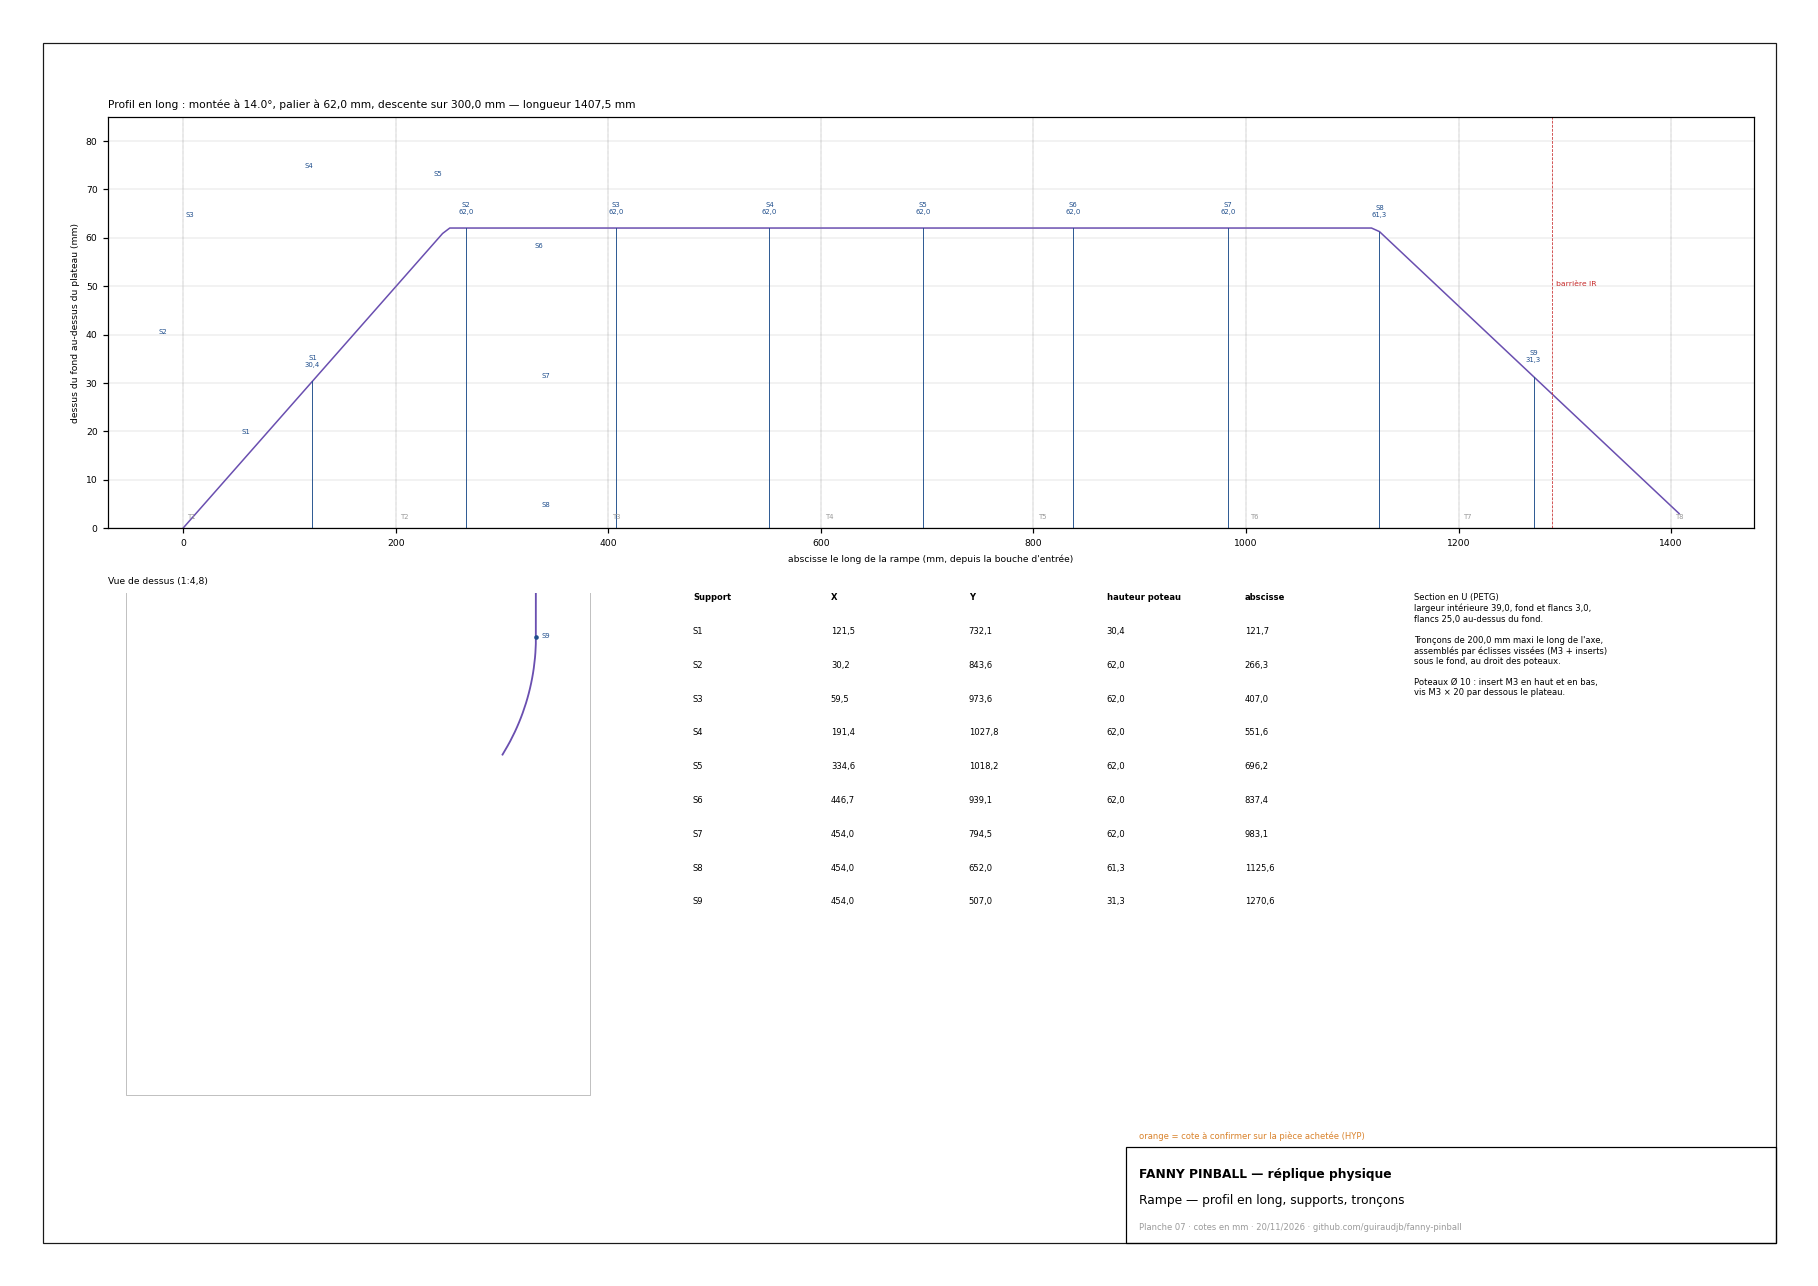 Profil en long : montée à 14.0°, palier à 62,0 mm, descente sur 300,0 mm — longueur 1407,5 mm
dessus du fond au-dessus du plateau (mm)
80
70
60
50
40
30
20
10
0
S4
S5
S3
S2
62,0
S3
62,0
S4
62,0
S5
62,0
S6
62,0
S7
62,0
S8
61,3
S6
barrière IR
S2
S1
30,4
S9
31,3
S7
S1
S8
T2
T4
T5
T6
T7
T8
0
200
400
600
800
1000
1200
1400
abscisse le long de la rampe (mm, depuis la bouche d'entrée)
Vue de dessus (1:4,8)
S9
Support X Y hauteur poteau abscisse
S1 121,5 732,1 30,4 121,7
S2 30,2 843,6 62,0 266,3
S3 59,5 973,6 62,0 407,0
S4 191,4 1027,8 62,0 551,6
S5 334,6 1018,2 62,0 696,2
S6 446,7 939,1 62,0 837,4
S7 454,0 794,5 62,0 983,1
S8 454,0 652,0 61,3 1125,6
S9 454,0 507,0 31,3 1270,6
Section en U (PETG)
largeur intérieure 39,0, fond et flancs 3,0,
flancs 25,0 au-dessus du fond.
Tronçons de 200,0 mm maxi le long de l'axe,
assemblés par éclisses vissées (M3 + inserts)
sous le fond, au droit des poteaux.
Poteaux Ø 10 : insert M3 en haut et en bas,
vis M3 × 20 par dessous le plateau.
orange = cote à confirmer sur la pièce achetée (HYP)
FANNY PINBALL — réplique physique
Rampe — profil en long, supports, tronçons
Planche 07 · cotes en mm · 20/11/2026 · github.com/guiraudjb/fanny-pinball